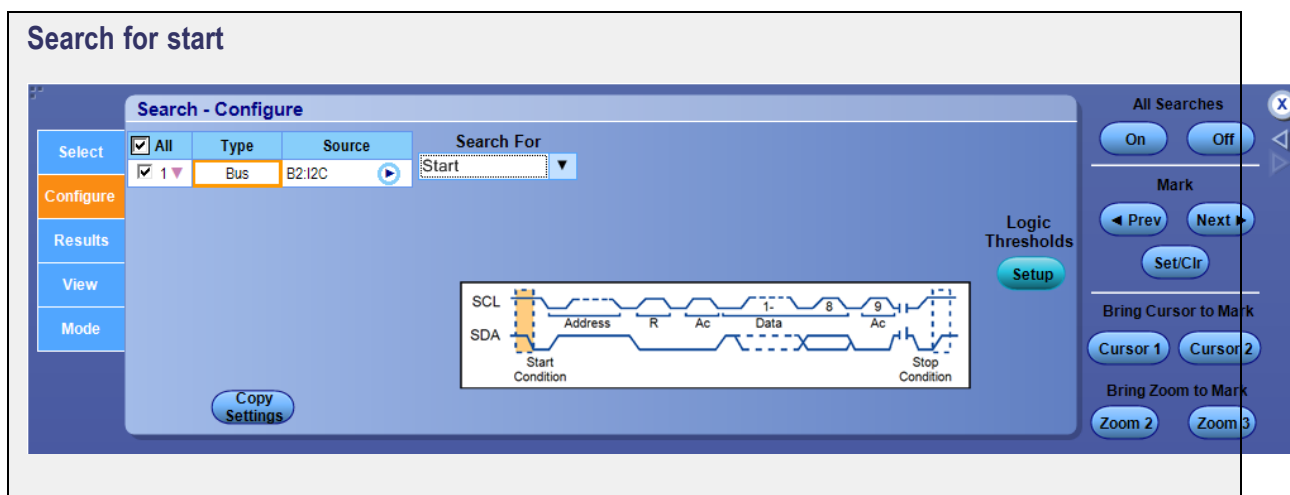 Search for start
Search - Configure
Select
Configure
Results
View
Mode
All Type Source
1 Bus B2:I2C
Search For
Start
Logic
Thresholds
Setup
SCL
1- 8 9
Address R Ac Data Ac
SDA
Start
Condition
Stop
Condition
Copy
Settings
All Searches
X
On Off
Mark
Prev Next
Set/Clr
Bring Cursor to Mark
Cursor 1 Cursor 2
Bring Zoom to Mark
Zoom 2 Zoom 3